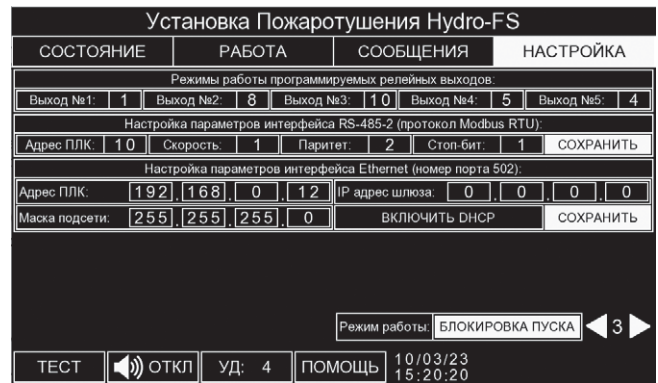 Установка Пожаротушения Hydro-FS
СОСТОЯНИЕ РАБОТА СООБЩЕНИЯ НАСТРОЙКА
Режимы работы программируемых релейных выходов:
Выход №1: 1 Выход №2: 8 Выход №3: 10 Выход №4: 5 Выход №5: 4
Настройка параметров интерфейса RS-485-2 (протокол Modbus RTU):
Адрес ПЛК: 10 Скорость: 1 Паритет: 2 Стоп-бит: 1 СОХРАНИТЬ
Настройка параметров интерфейса Ethernet (номер порта 502):
Адрес ПЛК: 192.168.0.12 IP адрес шлюза: 0.0.0.0
Маска подсети: 255.255.255.0 ВКЛЮЧИТЬ DHCP СОХРАНИТЬ
Режим работы: БЛОКИРОВКА ПУСКА 3
ТЕСТ ОТКЛ УД: 4 ПОМОЩЬ 10/03/23
15:20:20